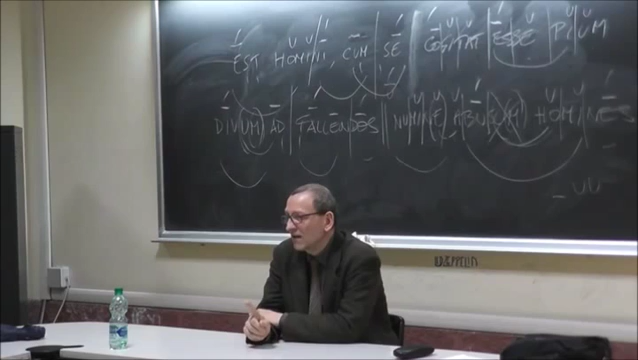 EST HOMINI, CUM SE COGITAT ESSE PIUM
DIVUM AD FALLENDOS NUMINE ABUSUM HOMINES